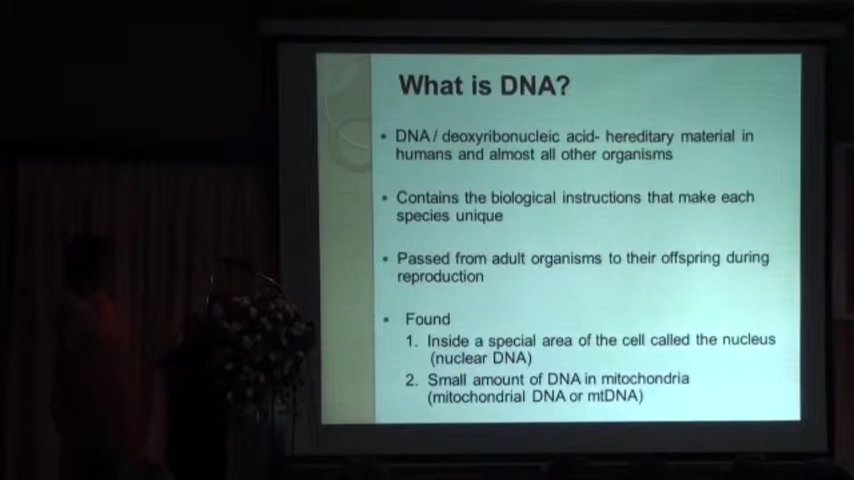 What is DNA?
• DNA / deoxyribonucleic acid- hereditary material in
humans and almost all other organisms
• Contains the biological instructions that make each
species unique
• Passed from adult organisms to their offspring during
reproduction
• Found
1. Inside a special area of the cell called the nucleus
(nuclear DNA)
2. Small amount of DNA in mitochondria
(mitochondrial DNA or mtDNA)